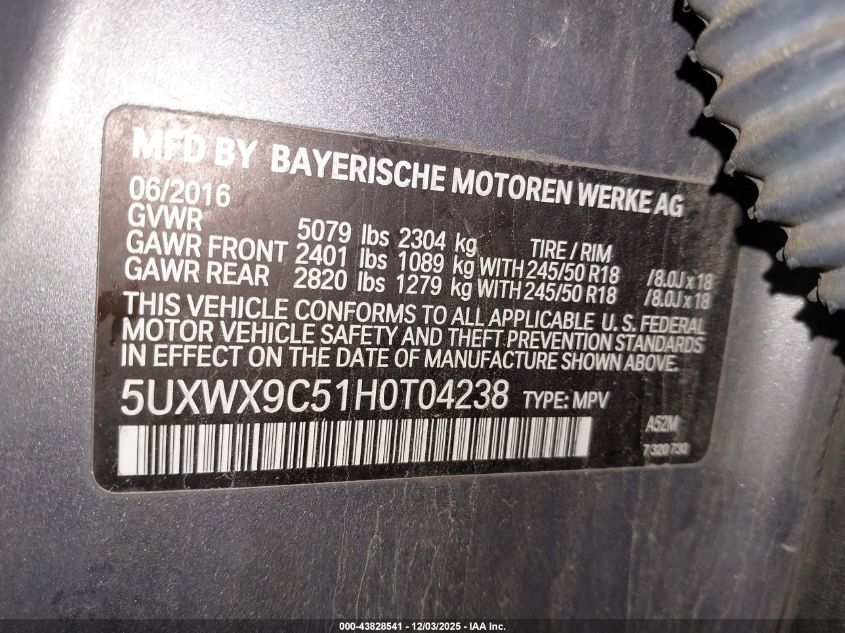 MFD BY BAYERISCHE MOTOREN WERKE AG
06/2016
GVWR 5079 lbs 2304 kg TIRE / RIM
GAWR FRONT 2401 lbs 1089 kg WITH 245/50 R18 /8.0J x 18
GAWR REAR 2820 lbs 1279 kg WITH 245/50 R18 /8.0J x 18
THIS VEHICLE CONFORMS TO ALL APPLICABLE U. S. FEDERAL
MOTOR VEHICLE SAFETY AND THEFT PREVENTION STANDARDS
IN EFFECT ON THE DATE OF MANUFACTURE SHOWN ABOVE.
5UXWX9C51H0T04238 TYPE: MPV
A52M
7 320 730
000-43828541 - 12/03/2025 - IAA Inc.